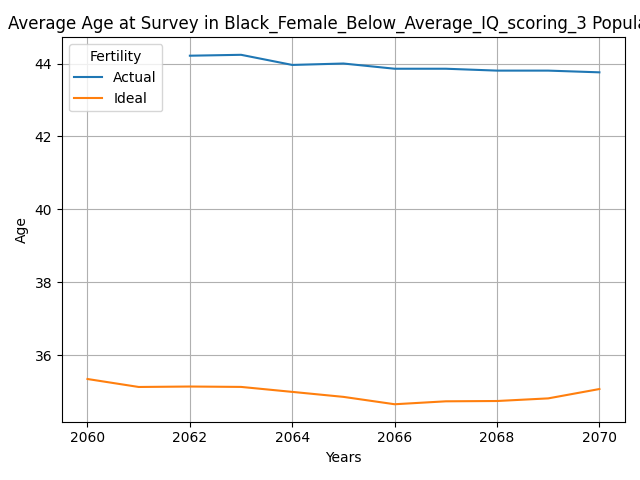 Average Age at Survey in Black_Female_Below_Average_IQ_scoring_3 Popula
Fertility
Actual
Ideal
44
42
40
38
36
Age
2060 2062 2064 2066 2068 2070
Years